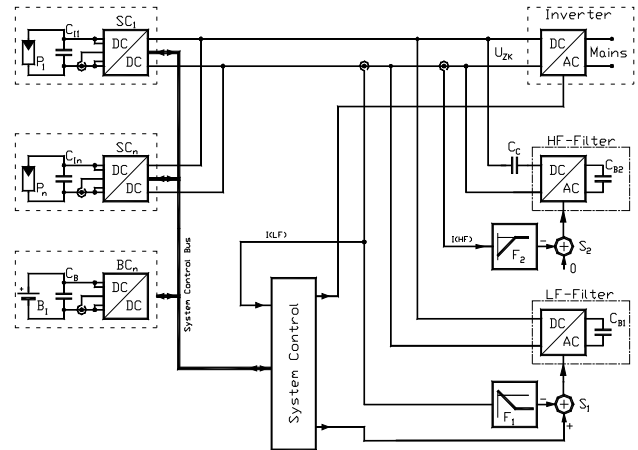 SC1
CI1
P1
DC
DC
Inverter
UZK
DC
AC
Mains
SCn
CIn
Pn
DC
DC
HF-Filter
CC
DC
AC
CB2
I(LF)
I(HF)
F2
-
S2
0
BCn
CB
+
B1
DC
DC
System Control Bus
System Control
LF-Filter
DC
AC
CB1
F1
-
S1
+